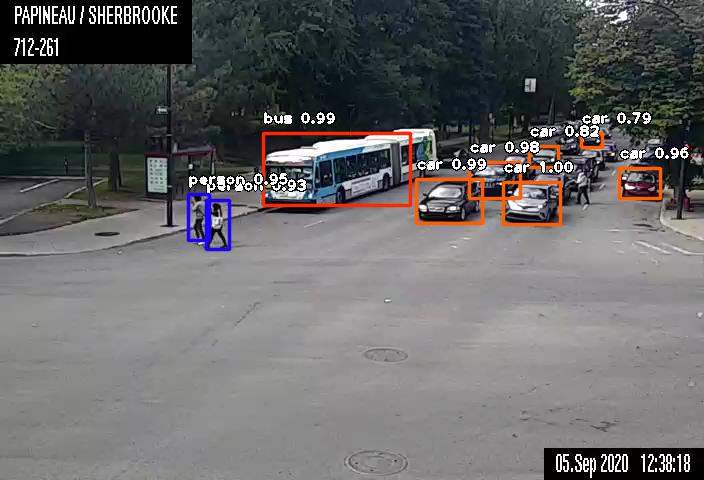 PAPINEAU / SHERBROOKE
712-261
bus 0.99
car 0.79
car 0.82
car 0.98
car 0.99
car 1.00
car 0.96
person 0.95
person 0.93
05.Sep 2020 12:38:18